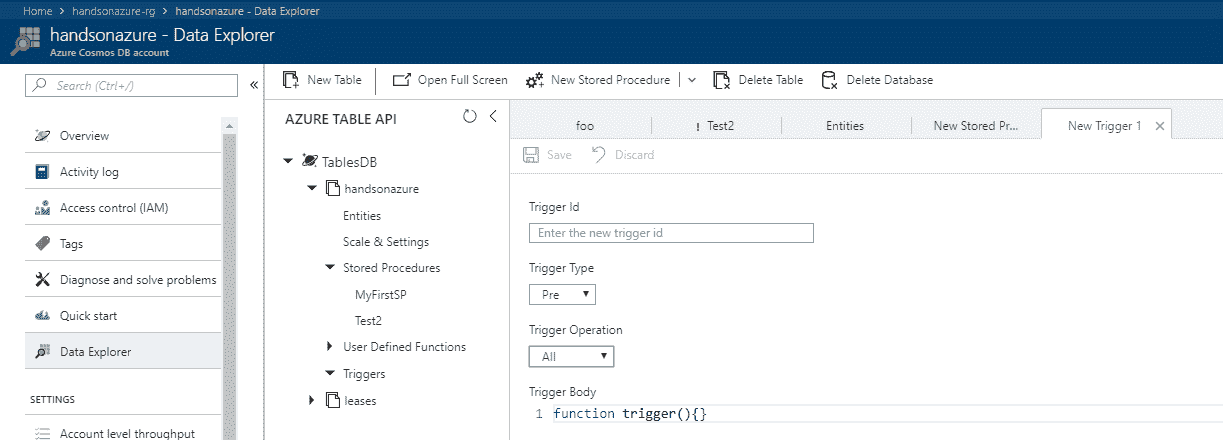 Home > handsonazure-rg > handsonazure - Data Explorer
handsonazure - Data Explorer
Azure Cosmos DB account
Search (Ctrl+/)
«
Overview
Activity log
Access control (IAM)
Tags
Diagnose and solve problems
Quick start
Data Explorer
SETTINGS
Account level throughput
New Table
Open Full Screen
New Stored Procedure
Delete Table
Delete Database
AZURE TABLE API
TablesDB
handsonazure
Entities
Scale & Settings
Stored Procedures
MyFirstSP
Test2
User Defined Functions
Triggers
leases
foo
! Test2
Entities
New Stored Pr...
New Trigger 1
Save
Discard
Trigger Id
Enter the new trigger id
Trigger Type
Pre
Trigger Operation
All
Trigger Body
1 function trigger(){}